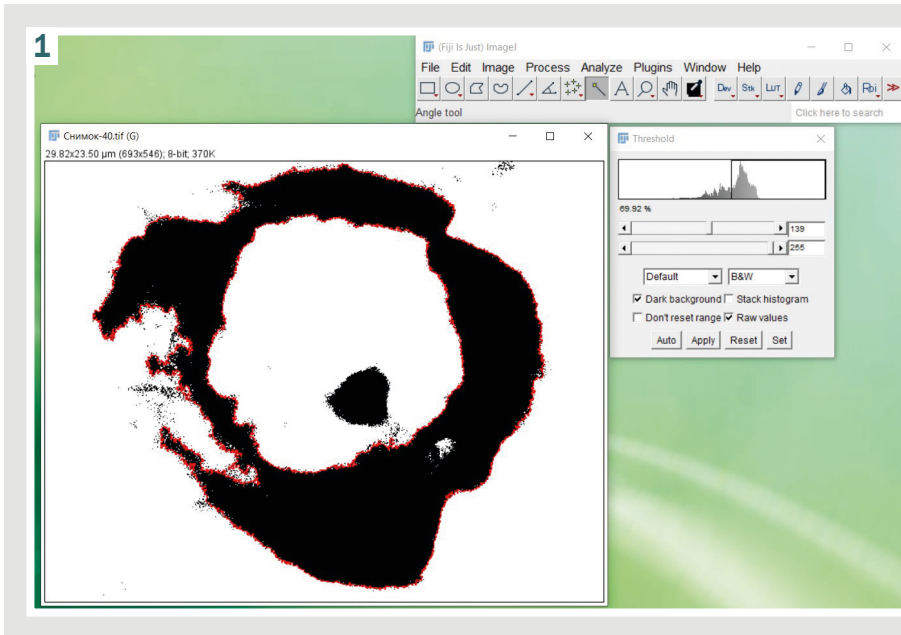 1
(Fiji Is Just) ImageJ
File Edit Image Process Analyze Plugins Window Help
Dev Stk LUT
Angle tool
Click here to search
Снимок-40.tif (G)
29.82x23.50 µm (693x546); 8-bit; 370K
Threshold
69.92 %
139
255
Default
B&W
Dark background
Stack histogram
Don't reset range
Raw values
Auto Apply Reset Set